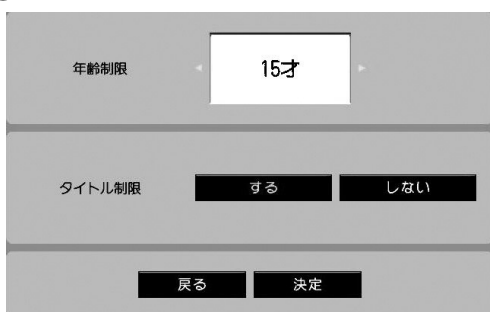 年齢制限 15才
タイトル制限 する しない
戻る 決定